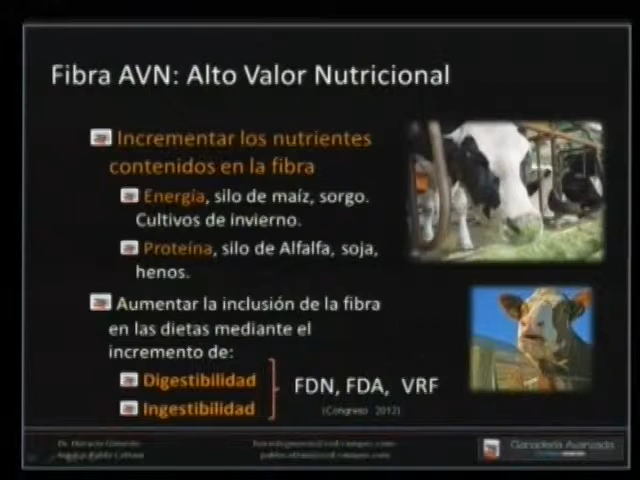 Fibra AVN: Alto Valor Nutricional
Incrementar los nutrientes
contenidos en la fibra
Energía, silo de maíz, sorgo.
Cultivos de invierno.
Proteína, silo de Alfalfa, soja,
henos.
Aumentar la inclusión de la fibra
en las dietas mediante el
incremento de:
Digestibilidad
Ingestibilidad
FDN, FDA, VRF
(Congreso 2012)
Ganadería Avanzada